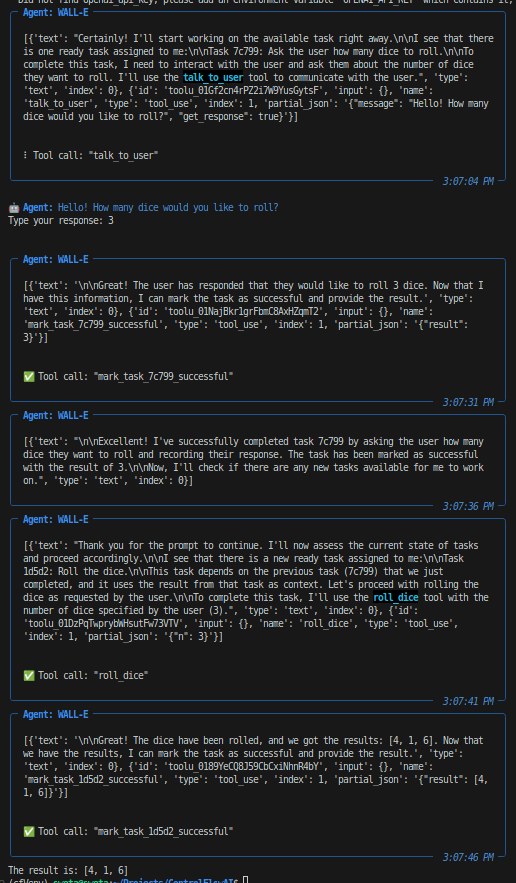 Did not find openai_api_key, please add an environment variable `OPENAI_API_KEY` which contains it,
Agent: WALL-E
[{'text': "Certainly! I'll start working on the available task right away.\n\nI see that there
is one ready task assigned to me:\n\nTask 7c799: Ask the user how many dice to roll.\n\nTo
complete this task, I need to interact with the user and ask them about the number of dice
they want to roll. I'll use the talk_to_user tool to communicate with the user.", 'type':
'text', 'index': 0}, {'id': 'toolu_01Gf2cn4rPZ2i7W9YusGytsF', 'input': {}, 'name':
'talk_to_user', 'type': 'tool_use', 'index': 1, 'partial_json': '{"message": "Hello! How many
dice would you like to roll?", "get_response": true}'}]
⠇ Tool call: "talk_to_user"
3:07:04 PM
🤖 Agent: Hello! How many dice would you like to roll?
Type your response: 3
Agent: WALL-E
[{'text': '\n\nGreat! The user has responded that they would like to roll 3 dice. Now that I
have this information, I can mark the task as successful and provide the result.', 'type':
'text', 'index': 0}, {'id': 'toolu_01NajBkr1grFbmC8AxHZqmT2', 'input': {}, 'name':
'mark_task_7c799_successful', 'type': 'tool_use', 'index': 1, 'partial_json': '{"result":
3}'}]
✅ Tool call: "mark_task_7c799_successful"
3:07:31 PM
Agent: WALL-E
[{'text': "\n\nExcellent! I've successfully completed task 7c799 by asking the user how many
dice they want to roll and recording their response. The task has been marked as successful
with the result of 3.\n\nNow, I'll check if there are any new tasks available for me to work
on.", 'type': 'text', 'index': 0}]
3:07:36 PM
Agent: WALL-E
[{'text': "Thank you for the prompt to continue. I'll now assess the current state of tasks
and proceed accordingly.\n\nI see that there is a new ready task assigned to me:\n\nTask
1d5d2: Roll the dice.\n\nThis task depends on the previous task (7c799) that we just
completed, and it uses the result from that task as context. Let's proceed with rolling the
dice as requested by the user.\n\nTo complete this task, I'll use the roll_dice tool with the
number of dice specified by the user (3).", 'type': 'text', 'index': 0}, {'id':
'toolu_01DzPqTwprybWHsutFw73VTV', 'input': {}, 'name': 'roll_dice', 'type': 'tool_use',
'index': 1, 'partial_json': '{"n": 3}'}]
✅ Tool call: "roll_dice"
3:07:41 PM
Agent: WALL-E
[{'text': '\n\nGreat! The dice have been rolled, and we got the results: [4, 1, 6]. Now that
we have the results, I can mark the task as successful and provide the result.', 'type':
'text', 'index': 0}, {'id': 'toolu_0189YeCQ8J59CbCxiNhnR4bY', 'input': {}, 'name':
'mark_task_1d5d2_successful', 'type': 'tool_use', 'index': 1, 'partial_json': '{"result": [4,
1, 6]}'}]
✅ Tool call: "mark_task_1d5d2_successful"
3:07:46 PM
The result is: [4, 1, 6]